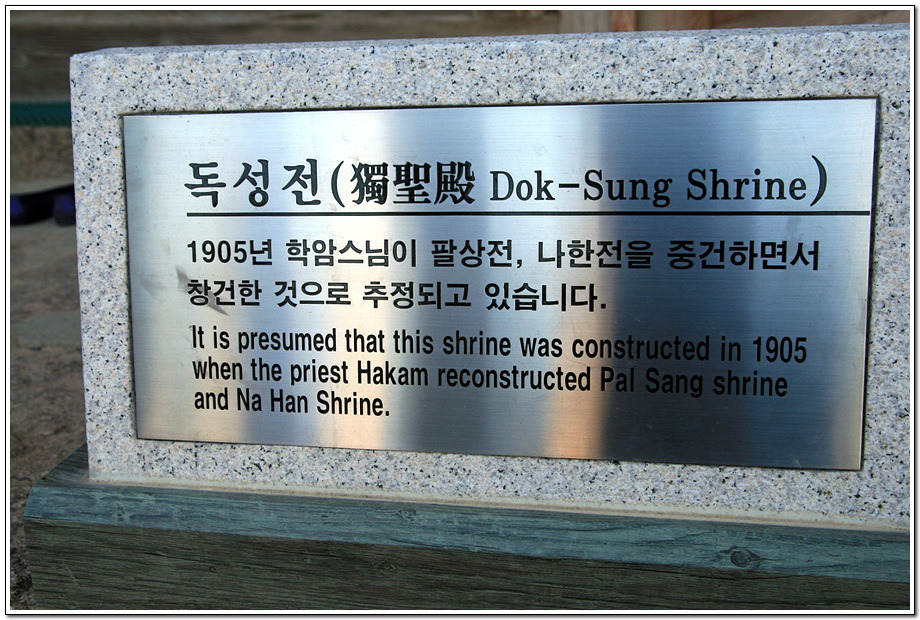 독성전(獨聖殿 Dok-Sung Shrine)
1905년 학암스님이 팔상전, 나한전을 중건하면서
창건한 것으로 추정되고 있습니다.
It is presumed that this shrine was constructed in 1905
when the priest Hakam reconstructed Pal Sang shrine
and Na Han Shrine.